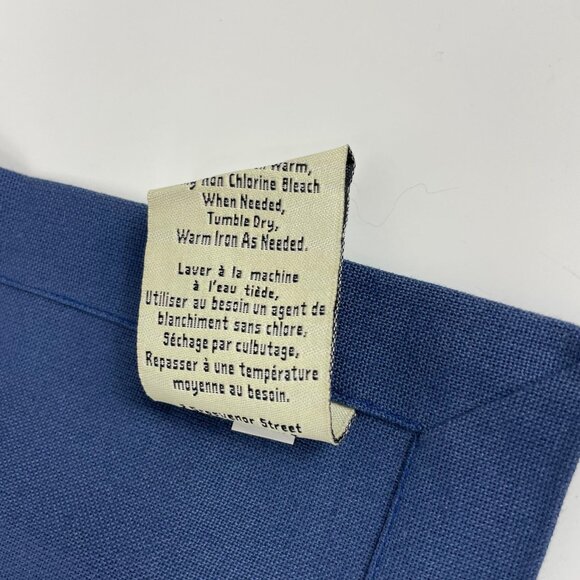 Warm,
Non Chlorine Bleach
When Needed,
Tumble Dry,
Warm Iron As Needed.
Laver à la machine
à l'eau tiède,
Utiliser au besoin un agent de
blanchiment sans chlore,
Séchage par culbutage,
Repasser à une température
moyenne au besoin.
Grosvenor Street